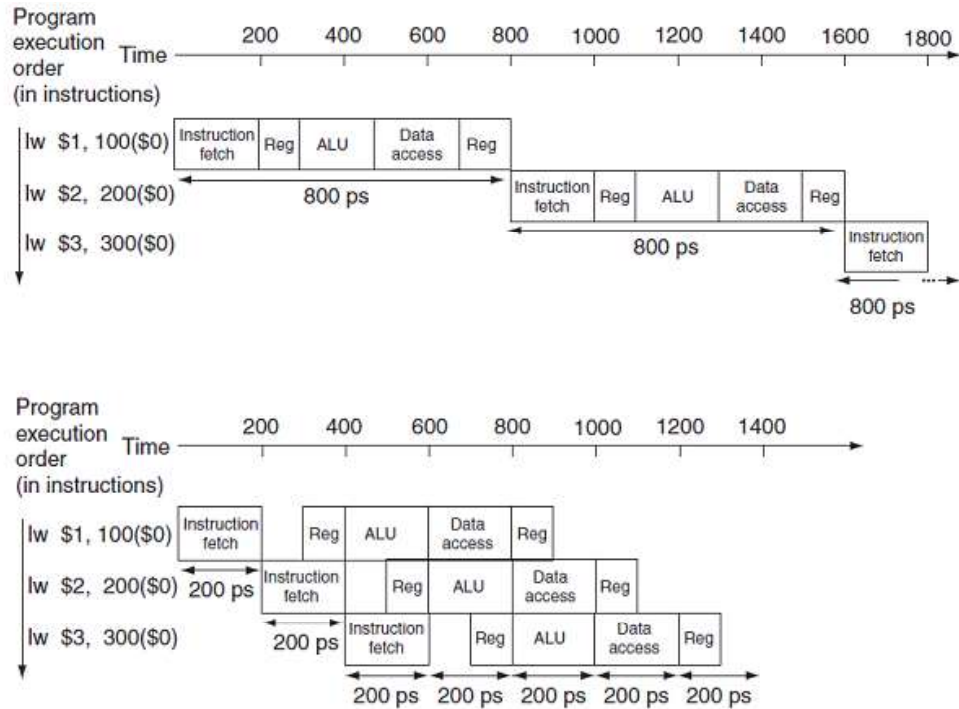 Program
execution
order
(in instructions)
Time
200 400 600 800 1000 1200 1400 1600 1800
lw $1, 100($0)
Instruction
fetch
Reg
ALU
Data
access
Reg
800 ps
lw $2, 200($0)
Instruction
fetch
Reg
ALU
Data
access
Reg
800 ps
lw $3, 300($0)
Instruction
fetch
800 ps
Program
execution
order
(in instructions)
Time
200 400 600 800 1000 1200 1400
lw $1, 100($0)
Instruction
fetch
Reg
ALU
Data
access
Reg
200 ps
lw $2, 200($0)
Instruction
fetch
Reg
ALU
Data
access
Reg
200 ps
lw $3, 300($0)
Instruction
fetch
Reg
ALU
Data
access
Reg
200 ps 200 ps 200 ps 200 ps 200 ps